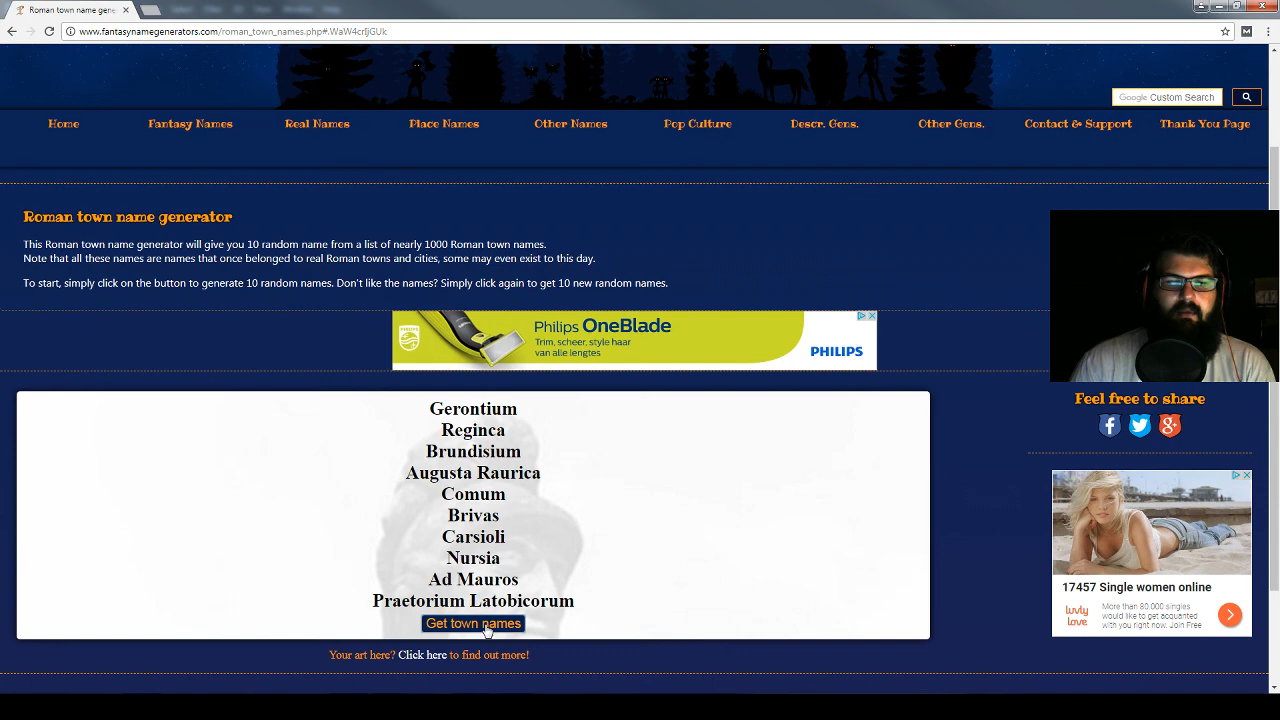 Roman town name gene
www.fantasynamegenerators.com/roman_town_names.php#.WaW4crIjGUk
Google Custom Search
Home
Fantasy Names
Real Names
Place Names
Other Names
Pop Culture
Descr. Gens.
Other Gens.
Contact & Support
Thank You Page
Roman town name generator
This Roman town name generator will give you 10 random name from a list of nearly 1000 Roman town names.
Note that all these names are names that once belonged to real Roman towns and cities, some may even exist to this day.
To start, simply click on the button to generate 10 random names. Don't like the names? Simply click again to get 10 new random names.
PHILIPS
Philips OneBlade
Trim, scheer, style haar
van alle lengtes
PHILIPS
Gerontium
Reginca
Brundisium
Augusta Raurica
Comum
Brivas
Carsioli
Nursia
Ad Mauros
Praetorium Latobicorum
Get town names
Your art here? Click here to find out more!
Feel free to share
17457 Single women online
luvly
love
More than 80,000 singles
would like to get acquainted
with you right now. Join Free